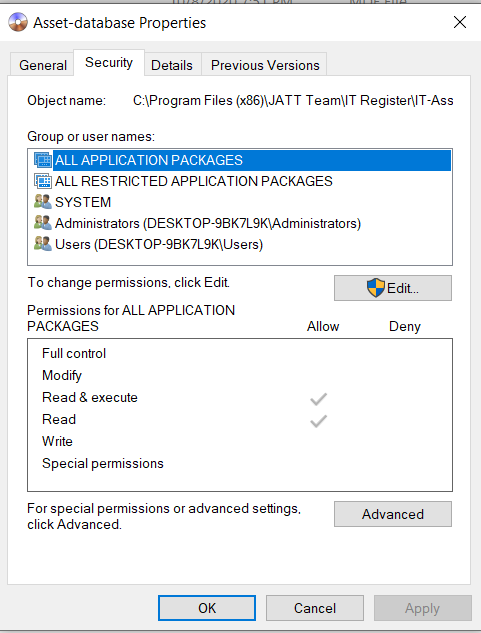 Asset-database Properties
General Security Details Previous Versions
Object name: C:\Program Files (x86)\JATT Team\IT Register\IT-Ass
Group or user names:
ALL APPLICATION PACKAGES
ALL RESTRICTED APPLICATION PACKAGES
SYSTEM
Administrators (DESKTOP-9BK7L9K\Administrators)
Users (DESKTOP-9BK7L9K\Users)
To change permissions, click Edit.
Edit...
Permissions for ALL APPLICATION
PACKAGES Allow Deny
Full control
Modify
Read & execute
Read
Write
Special permissions
For special permissions or advanced settings,
click Advanced.
Advanced
OK Cancel Apply